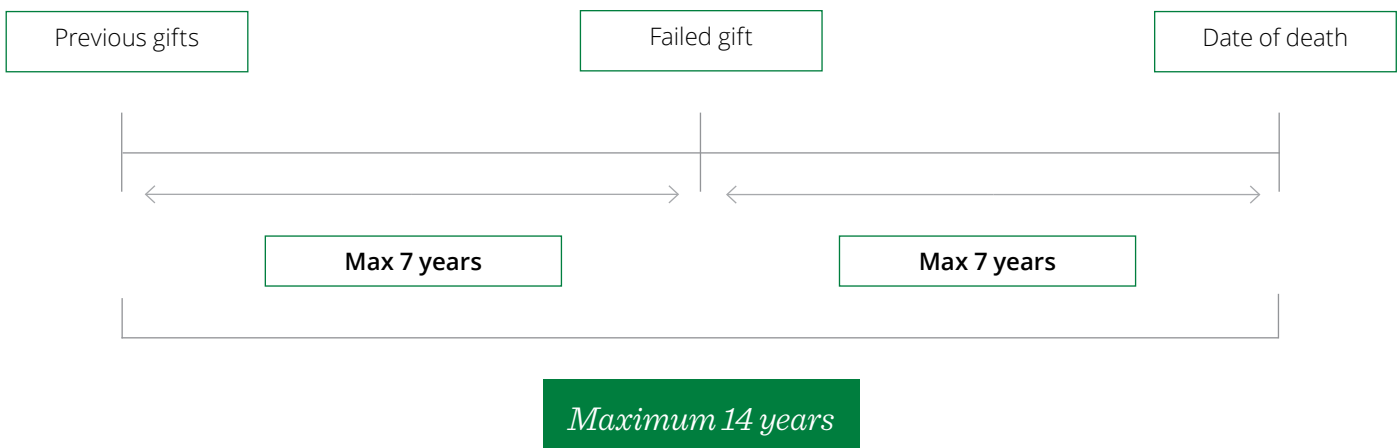 Previous gifts
Failed gift
Date of death
Max 7 years
Max 7 years
Maximum 14 years